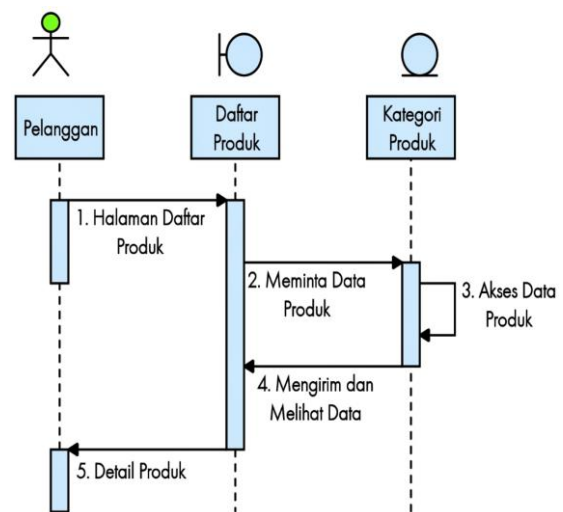 Pelanggan
Daftar
Produk
Kategori
Produk
1. Halaman Daftar
Produk
2. Meminta Data
Produk
3. Akses Data
Produk
4. Mengirim dan
Melihat Data
5. Detail Produk